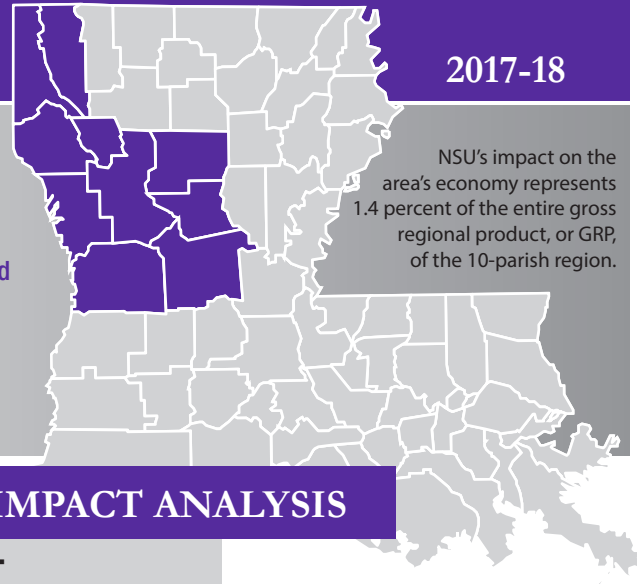 2017-18
NSU’s impact on the
area’s economy represents
1.4 percent of the entire gross
regional product, or GRP,
of the 10-parish region.
IMPACT ANALYSIS